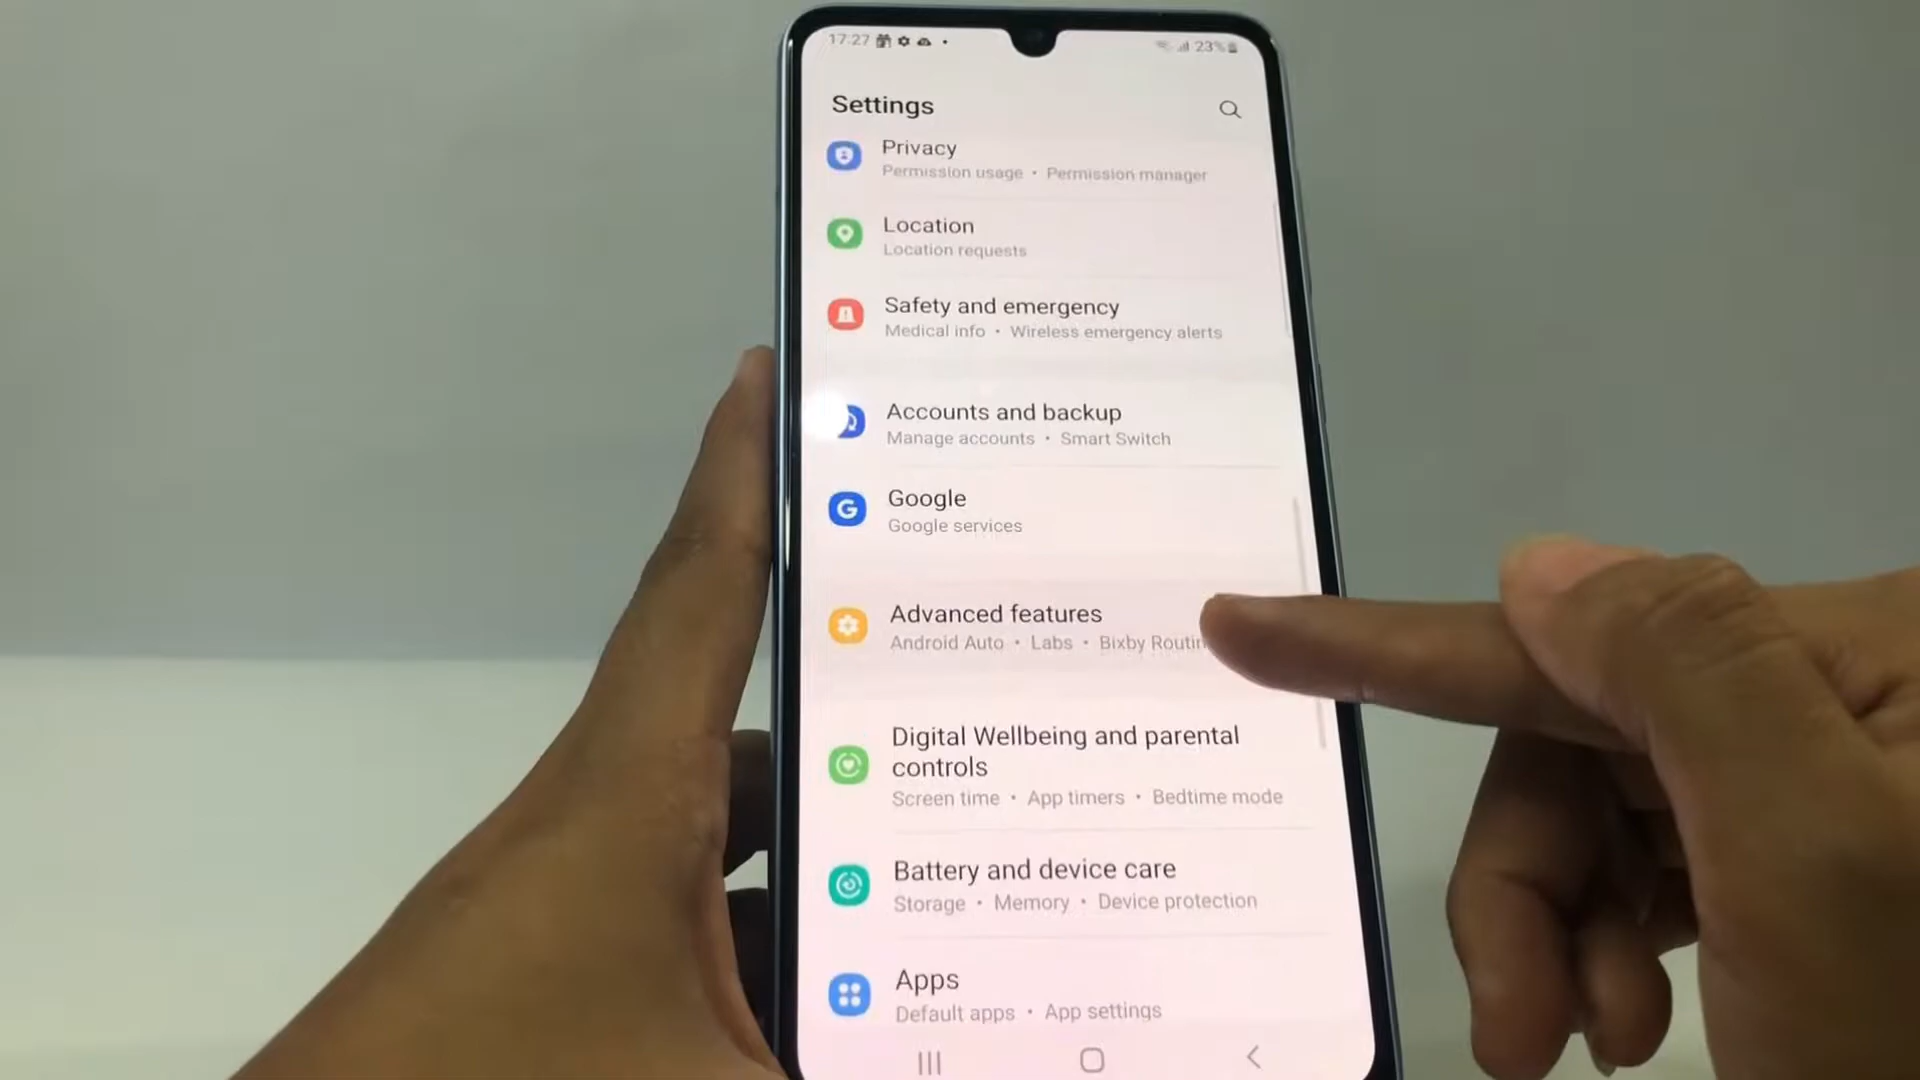 17:27 23%
Settings
Privacy
Permission usage • Permission manager
Location
Location requests
Safety and emergency
Medical info • Wireless emergency alerts
Accounts and backup
Manage accounts • Smart Switch
Google
Google services
Advanced features
Android Auto • Labs • Bixby Routin
Digital Wellbeing and parental
controls
Screen time • App timers • Bedtime mode
Battery and device care
Storage • Memory • Device protection
Apps
Default apps • App settings